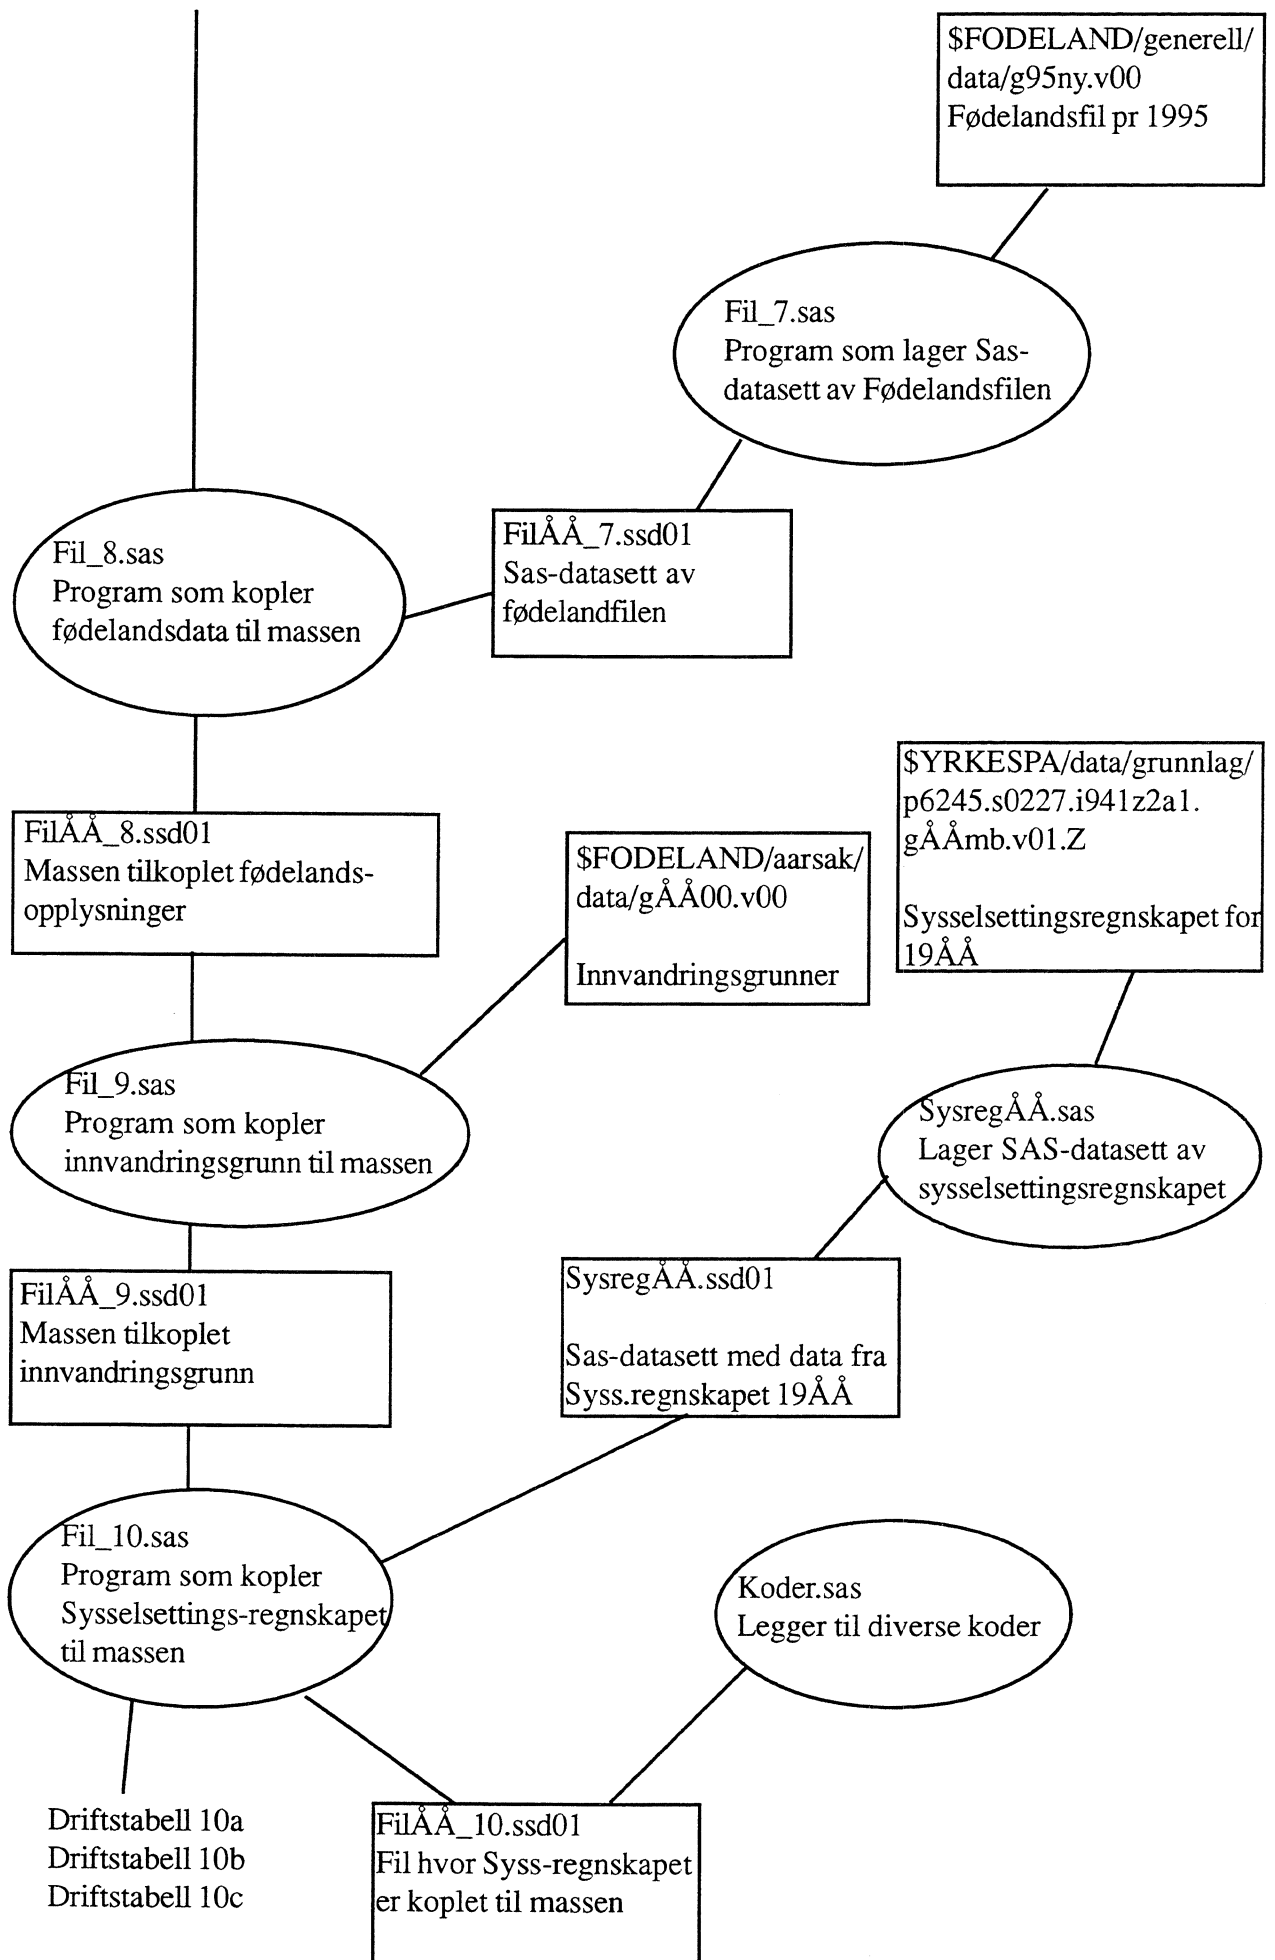 $FODELAND/generell/
data/g95ny.v00
Fødelandsfil pr 1995
Fil_7.sas
Program som lager Sas-
datasett av Fødelandsfilen
FilÅÅ_7.ssd01
Sas-datasett av
fødelandfilen
Fil_8.sas
Program som kopler
fødelandsdata til massen
FilÅÅ_8.ssd01
Massen tilkoplet fødelands-
opplysninger
$FODELAND/aarsak/
data/gÅÅ00.v00
Innvandringsgrunner
$YRKESPA/data/grunnlag/
p6245.s0227.i941z2a1.
gÅÅmb.v01.Z
Sysselsettingsregnskapet for
19ÅÅ
Fil_9.sas
Program som kopler
innvandringsgrunn til massen
SysregÅÅ.sas
Lager SAS-datasett av
sysselsettingsregnskapet
FilÅÅ_9.ssd01
Massen tilkoplet
innvandringsgrunn
SysregÅÅ.ssd01
Sas-datasett med data fra
Syss.regnskapet 19ÅÅ
Fil_10.sas
Program som kopler
Sysselsettings-regnskapet
til massen
Koder.sas
Legger til diverse koder
Driftstabell 10a
Driftstabell 10b
Driftstabell 10c
FilÅÅ_10.ssd01
Fil hvor Syss-regnskapet
er koplet til massen